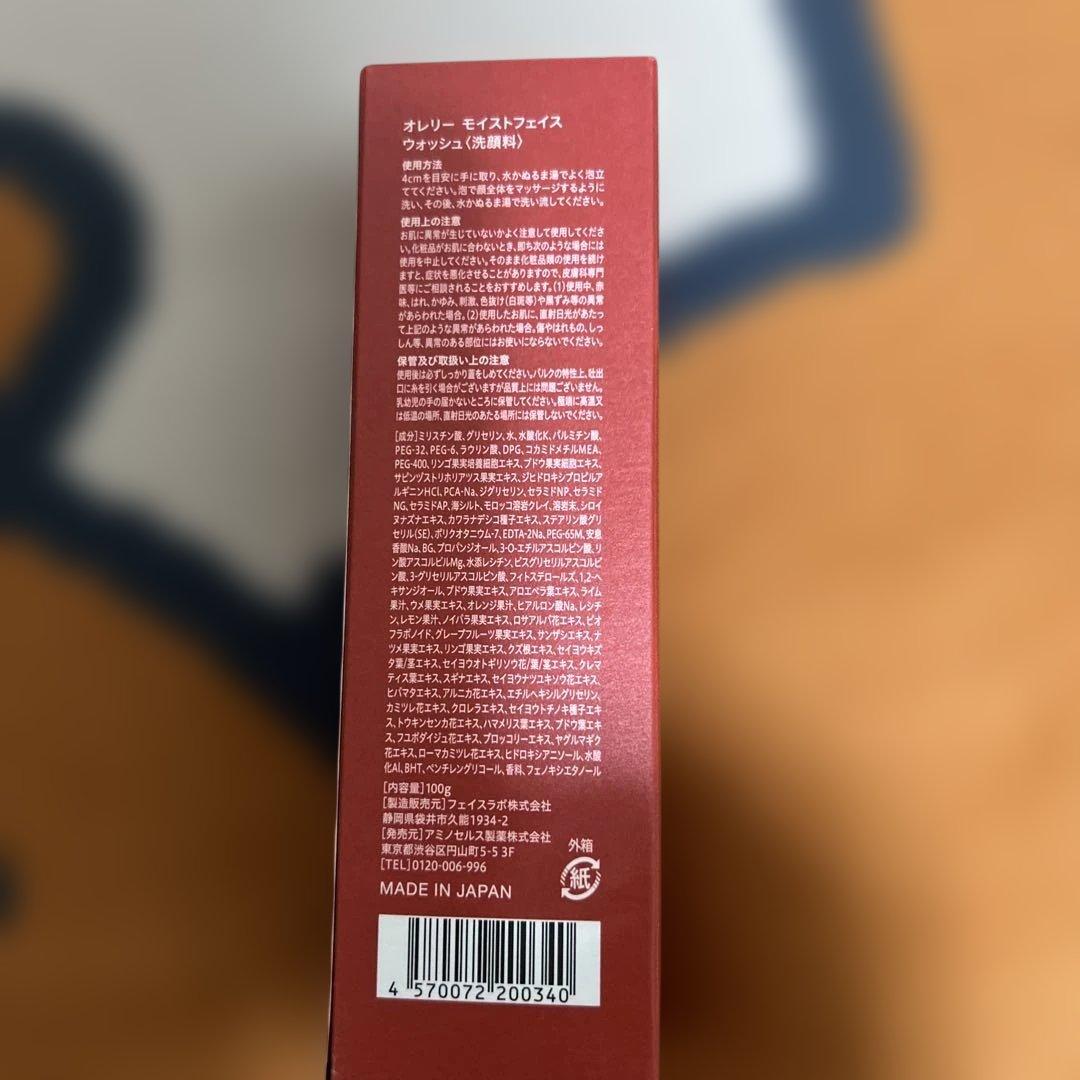 オレリー モイストフェイス
ウォッシュ〈洗顔料〉
使用方法
4cmを目安に手に取り、水かぬるま湯でよく泡立
ててください。泡で顔全体をマッサージするように
洗い、その後、水かぬるま湯で洗い流してください。
使用上の注意
お肌に異常が生じていないかよく注意して使用してくださ
い。化粧品がお肌に合わないとき、即ち次のような場合には
使用を中止してください。そのまま化粧品類の使用を続け
ますと、症状を悪化させることがありますので、皮膚科専門
医等にご相談されることをおすすめします。(1)使用中、赤
味、はれ、かゆみ、刺激、色抜け(白斑等)や黒ずみ等の異常
があらわれた場合。(2)使用したお肌に、直射日光があたっ
て上記のような異常があらわれた場合。傷やはれもの、しっ
しん等、異常のある部位にはお使いにならないでください。
保管及び取扱い上の注意
使用後は必ずしっかり蓋をしめてください。バルクの特性上、吐出
口に糸を引く場合がございますが品質上には問題ございません。
乳幼児の手の届かないところに保管してください。極端に高温又
は低温の場所、直射日光のあたる場所には保管しないでください。
[成分]ミリスチン酸、グリセリン、水、水酸化K、パルミチン酸、
PEG-32、PEG-6、ラウリン酸、DPG、コカミドメチルMEA、
PEG-400、リンゴ果実培養細胞エキス、ブドウ果実細胞エキス、
サピンヅストリホリアツス果実エキス、ジヒドロキシプロピルア
ルギニンHCl、PCA-Na、ジグリセリン、セラミドNP、セラミド
NG、セラミドAP、海シルト、モロッコ溶岩クレイ、溶岩末、シロイ
ヌナズナエキス、カワラナデシコ種子エキス、ステアリン酸グリ
セリル(SE)、ポリクオタニウム-7、EDTA-2Na、PEG-65M、安息
香酸Na、BG、プロパンジオール、3-O-エチルアスコルビン酸、リ
ン酸アスコルビルMg、水添レシチン、ビスグリセリルアスコルビ
ン酸、3-グリセリルアスコルビン酸、フィトステロールズ、1,2-ヘ
キサンジオール、ブドウ果実エキス、アロエベラ葉エキス、ライム
果汁、ウメ果実エキス、オレンジ果汁、ヒアルロン酸Na、レシチ
ン、レモン果汁、ノイバラ果実エキス、ロサアルバ花エキス、ビオ
フラボノイド、グレープフルーツ果実エキス、サンザシエキス、ナ
ツメ果実エキス、リンゴ果実エキス、クズ根エキス、セイヨウキズ
タ葉/茎エキス、セイヨウオトギリソウ花/葉/茎エキス、クレマ
ティス葉エキス、スギナエキス、セイヨウナツユキソウ花エキス、
ヒバマタエキス、アルニカ花エキス、エチルヘキシルグリセリン、
カミツレ花エキス、クロレラエキス、セイヨウトチノキ種子エキ
ス、トウキンセンカ花エキス、ハマメリス葉エキス、ブドウ葉エキ
ス、フユボダイジュ花エキス、ブロッコリーエキス、ヤグルマギク
花エキス、ローマカミツレ花エキス、ヒドロキシアニソール、水酸
化Al、BHT、ペンチレングリコール、香料、フェノキシエタノール
[内容量]100g
[製造販売元]フェイスラボ株式会社
静岡県袋井市久能1934-2
[発売元]アミノセルス製薬株式会社
東京都渋谷区円山町5-5 3F
[TEL]0120-006-996
MADE IN JAPAN
外箱
紙
4 570072 200340